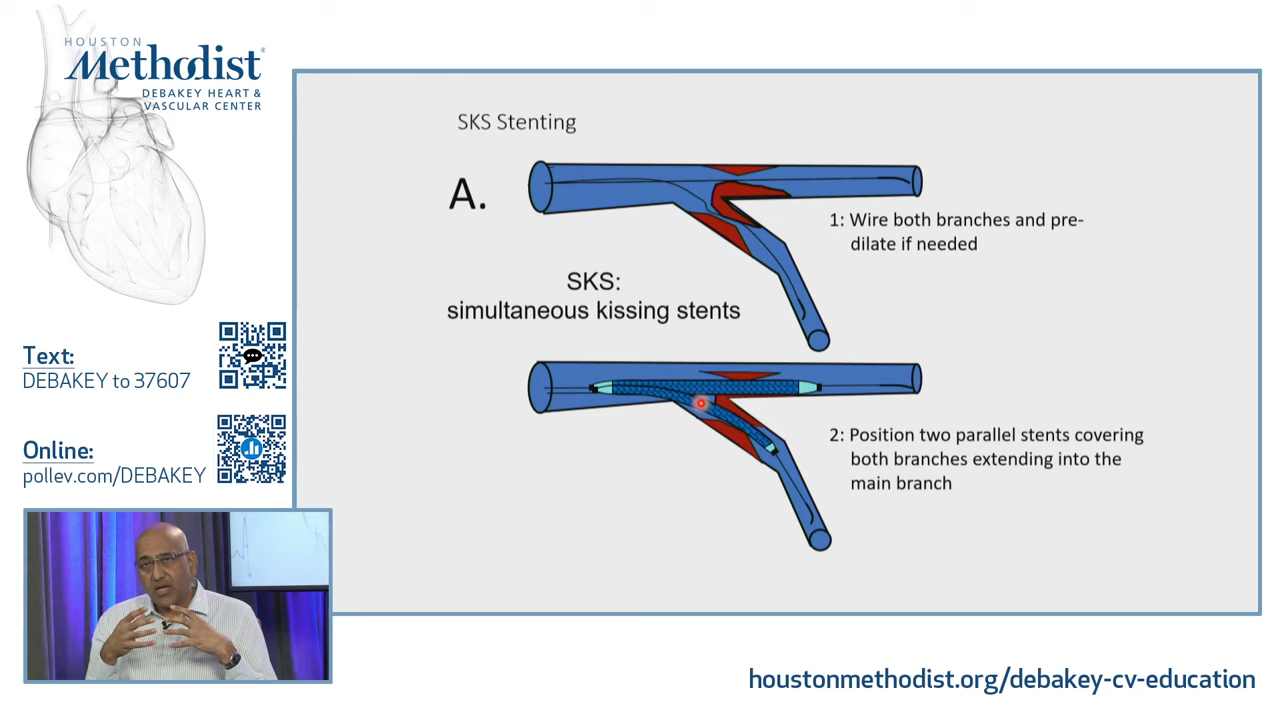 HOUSTON
Methodist®
DEBAKEY HEART &
VASCULAR CENTER
Text:
DEBAKEY to 37607
Online:
pollev.com/DEBAKEY
SKS Stenting
A.
1: Wire both branches and pre-
dilate if needed
SKS:
simultaneous kissing stents
2: Position two parallel stents covering
both branches extending into the
main branch
houstonmethodist.org/debakey-cv-education